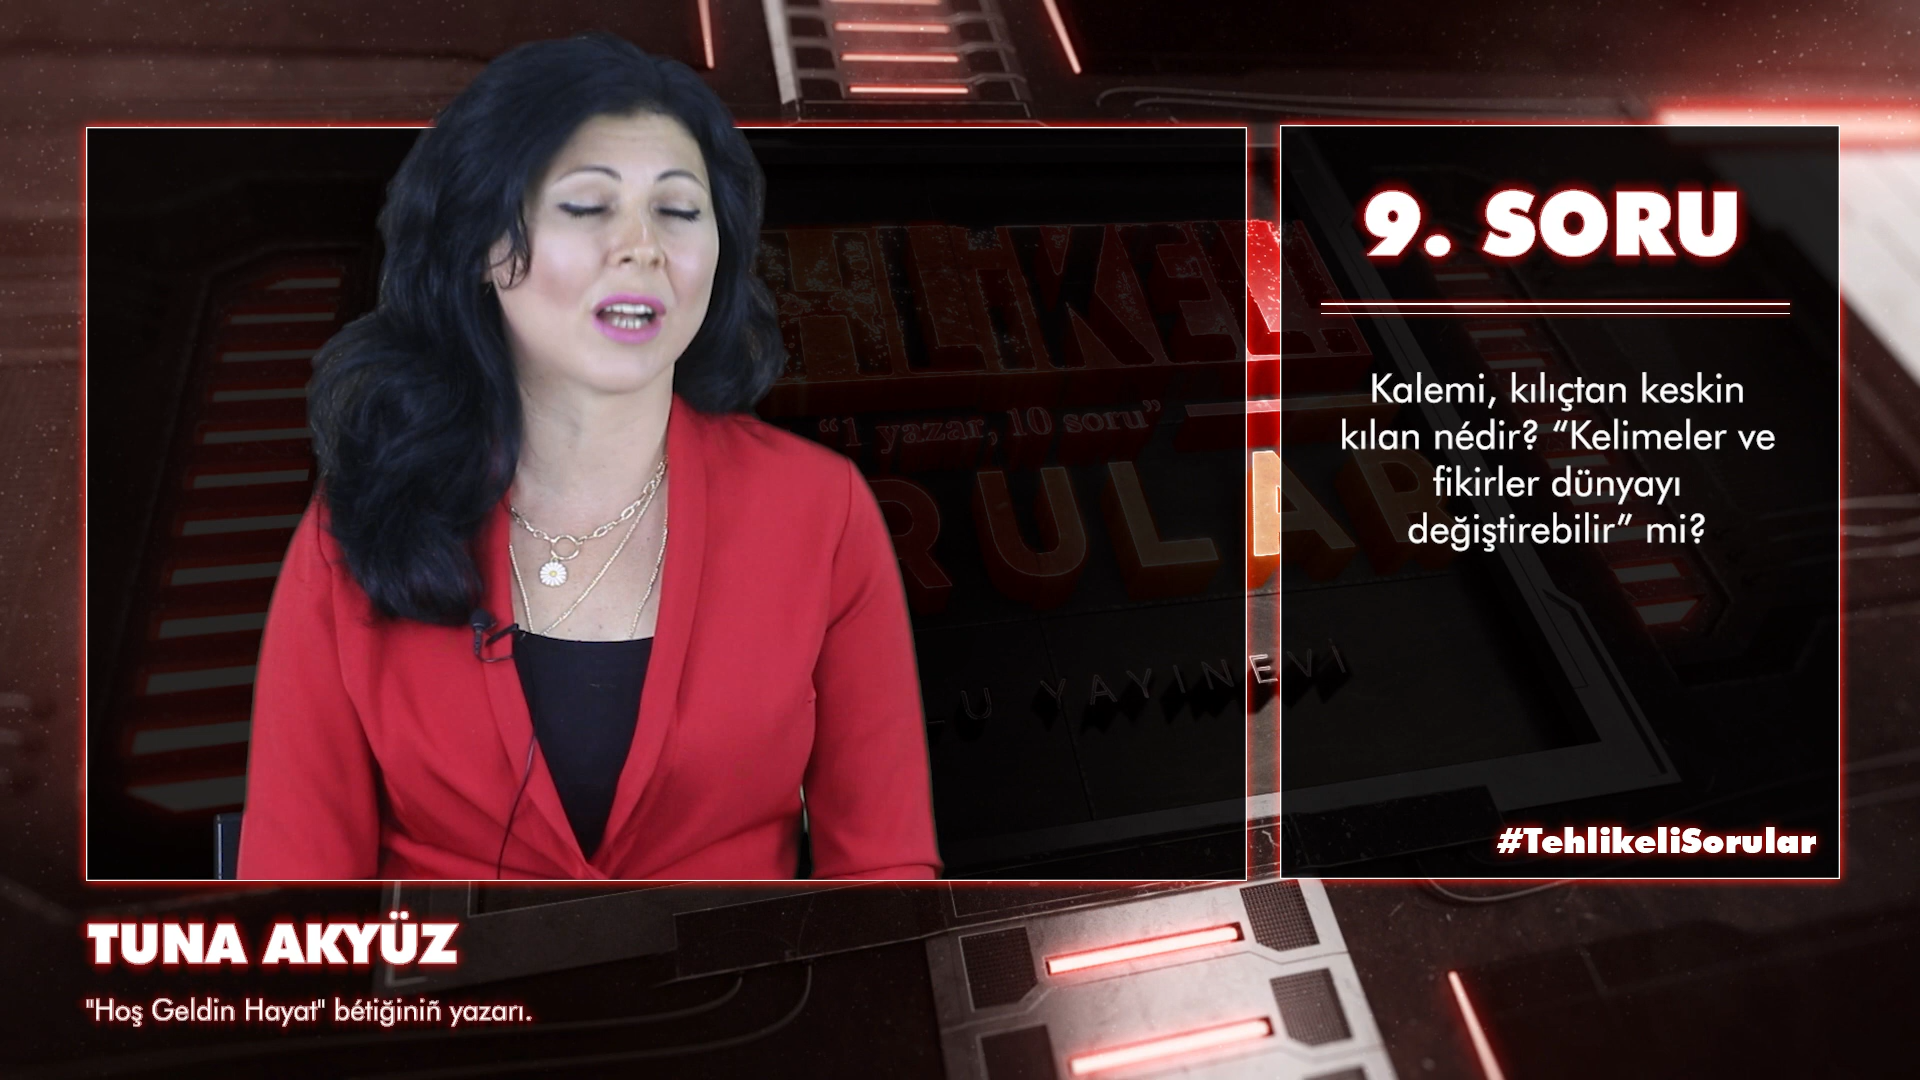 9. SORU
Kalemi, kılıçtan keskin
kılan nédir? “Kelimeler ve
fikirler dünyayı
değiştirebilir” mi?
“1 yazar, 10 soru”
YAYINEVİ
#TehlikeliSorular
TUNA AKYÜZ
"Hoş Geldin Hayat" bétiğiniñ yazarı.